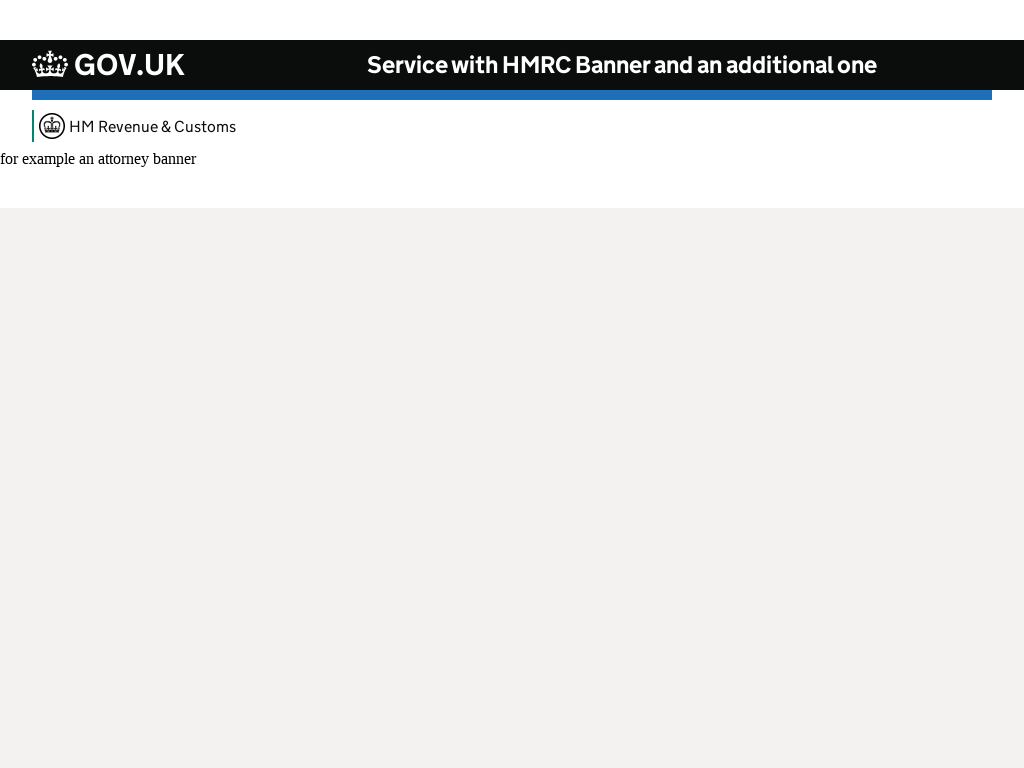 GOV.UK
Service with HMRC Banner and an additional one
HM Revenue & Customs
for example an attorney banner